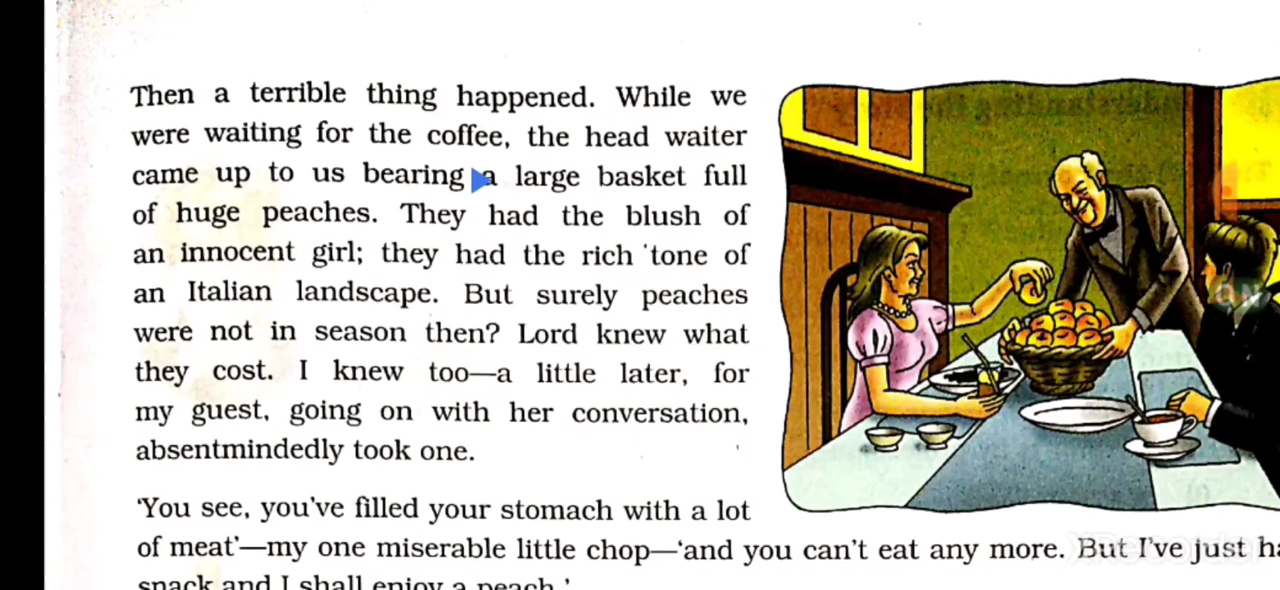 Then a terrible thing happened. While we
were waiting for the coffee, the head waiter
came up to us bearing a large basket full
of huge peaches. They had the blush of
an innocent girl; they had the rich 'tone of
an Italian landscape. But surely peaches
were not in season then? Lord knew what
they cost. I knew too—a little later, for
my guest, going on with her conversation,
absentmindedly took one.
'You see, you've filled your stomach with a lot
of meat'—my one miserable little chop—'and you can't eat any more. But I've just
snack and I shall enjoy a peach.'